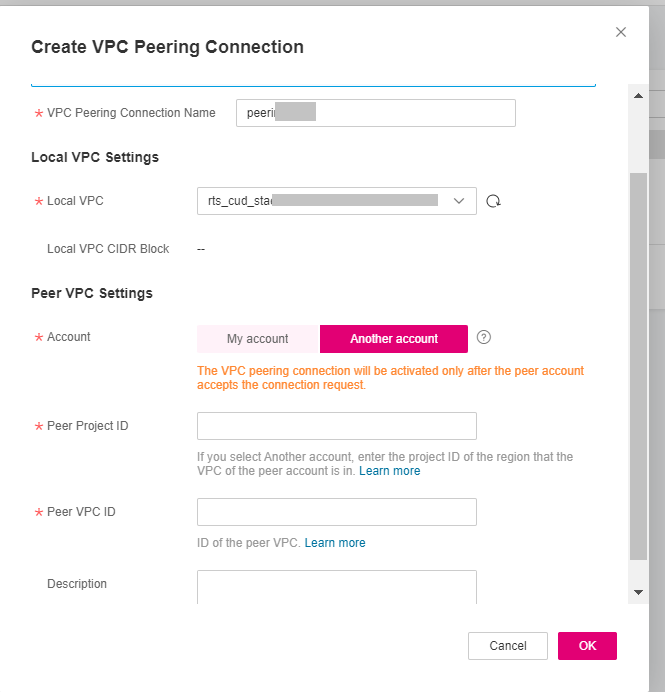 Create VPC Peering Connection
* VPC Peering Connection Name
Local VPC Settings
* Local VPC
Local VPC CIDR Block --
Peer VPC Settings
* Account My account Another account ?
The VPC peering connection will be activated only after the peer account
accepts the connection request.
* Peer Project ID
If you select Another account, enter the project ID of the region that the
VPC of the peer account is in. Learn more
* Peer VPC ID
ID of the peer VPC. Learn more
Description
Cancel OK